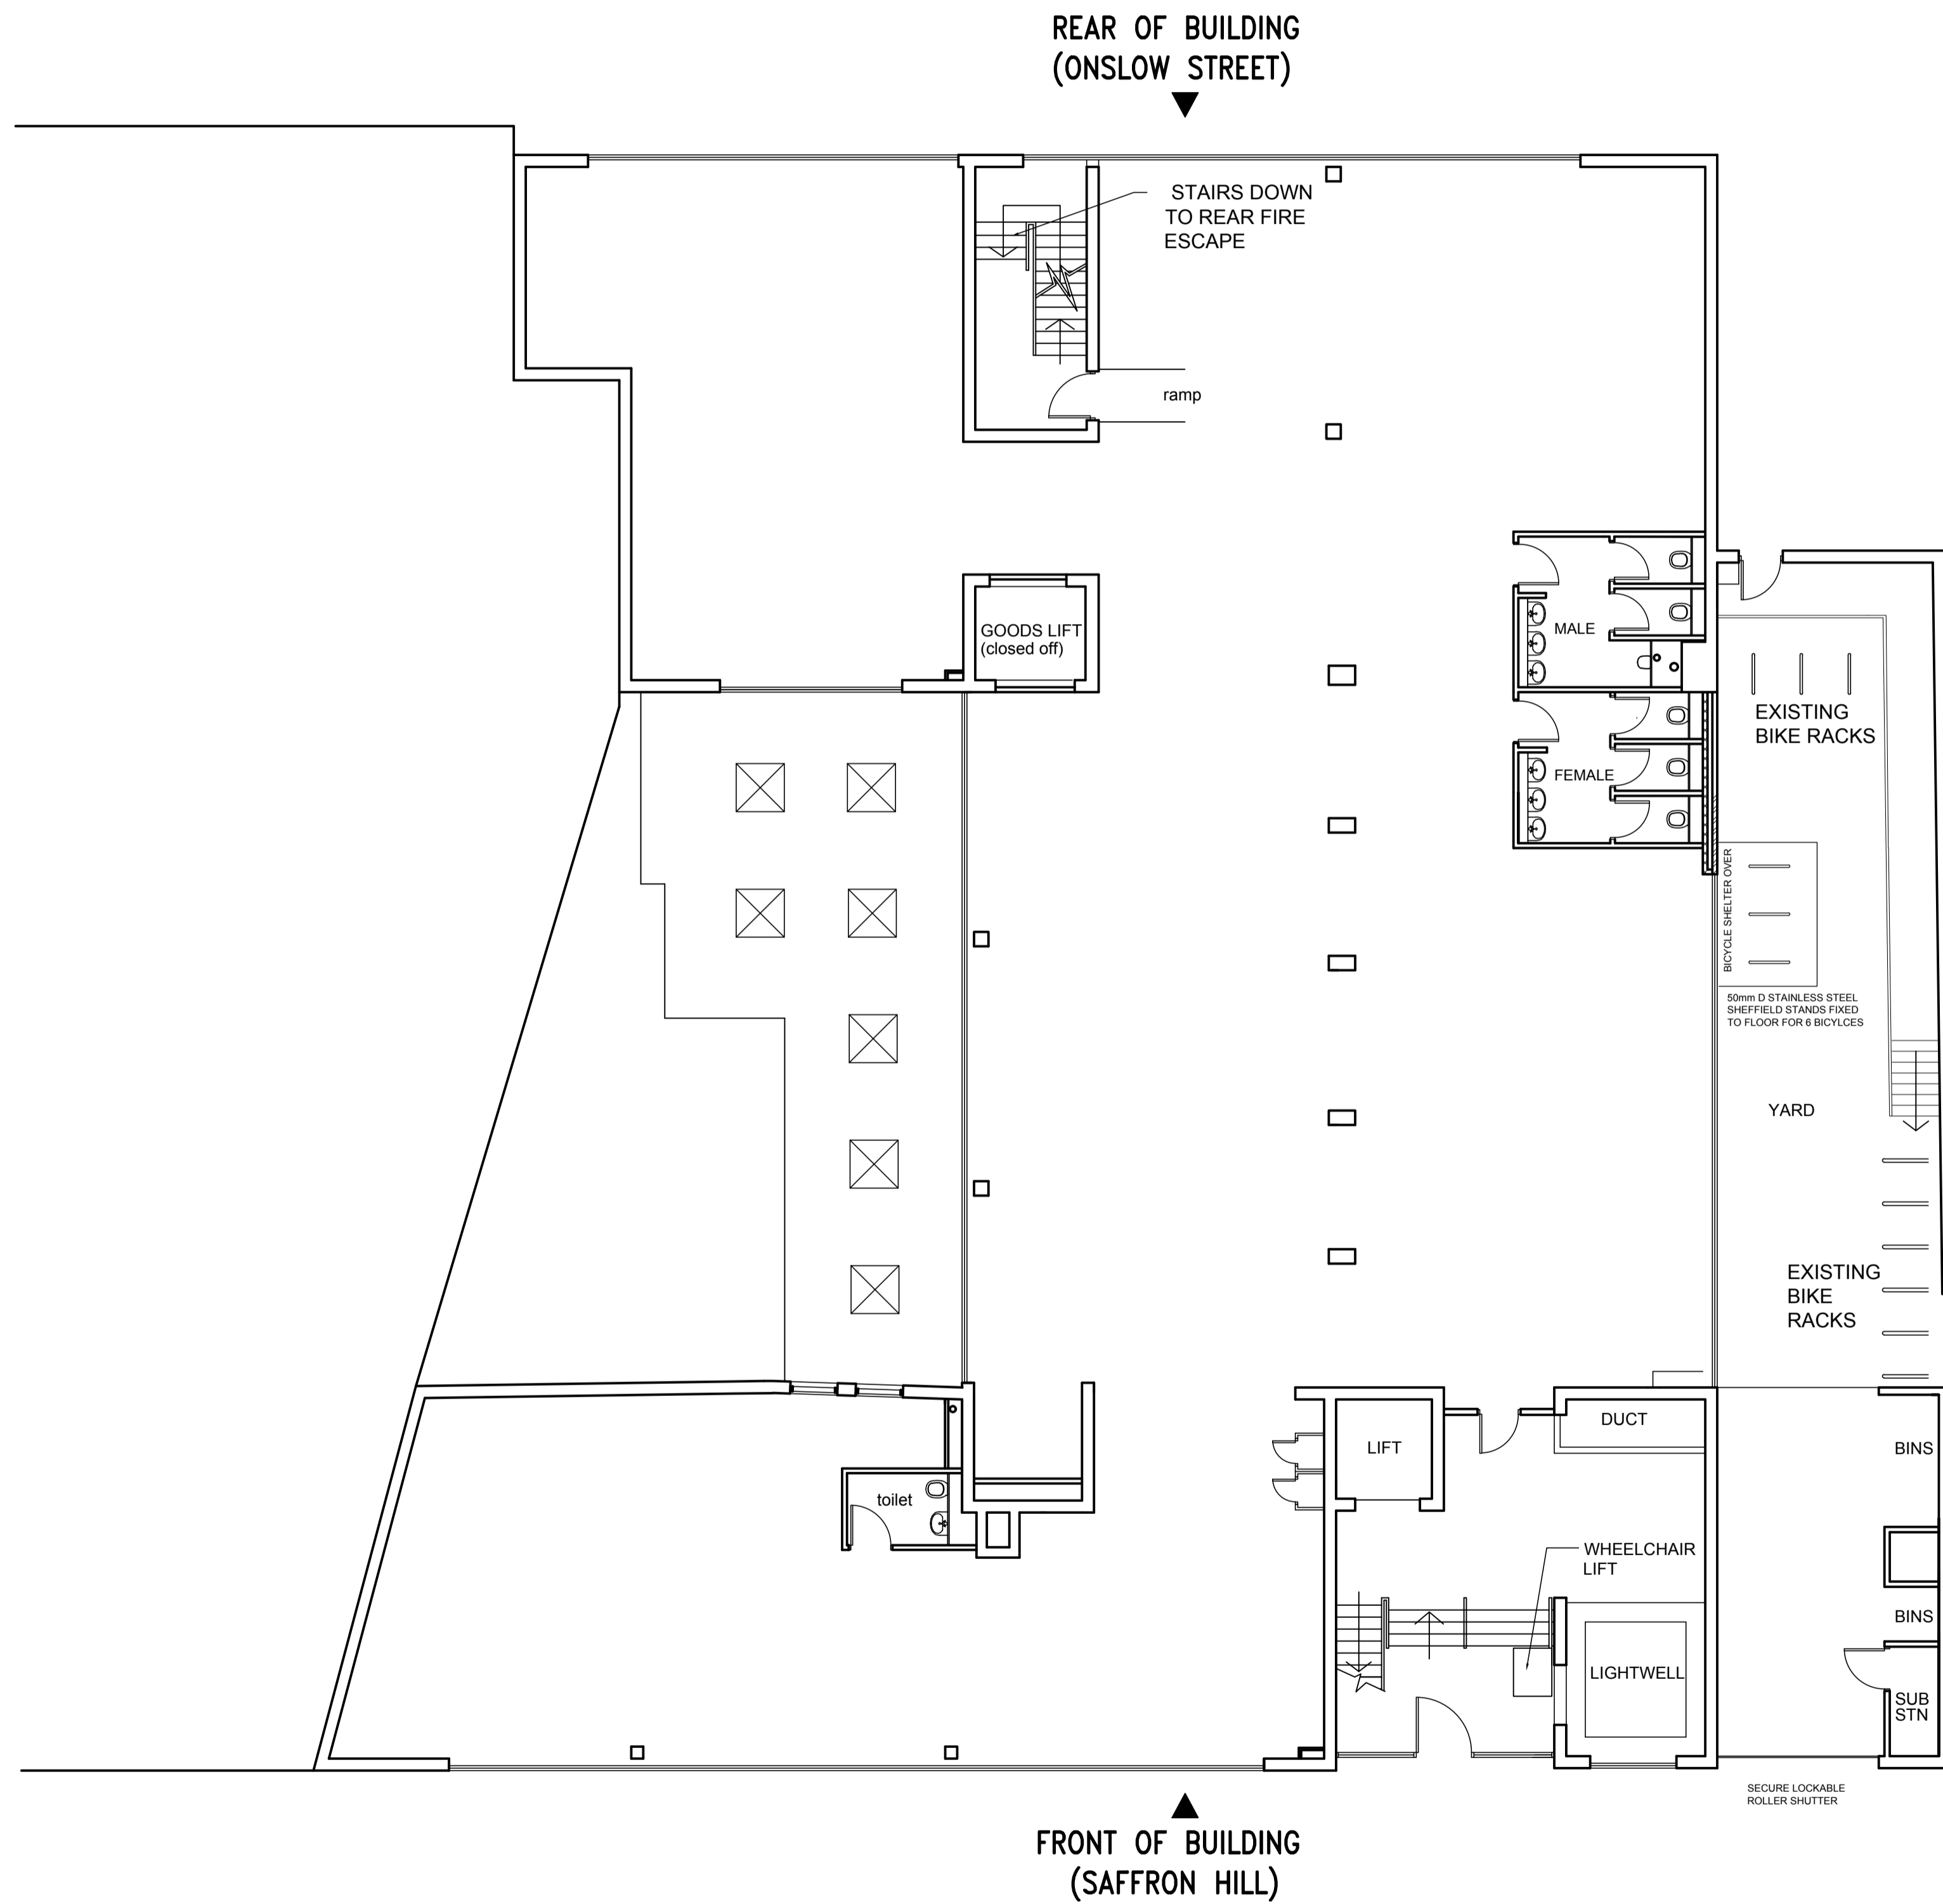 REAR OF BUILDING
(ONSLOW STREET)
STAIRS DOWN
TO REAR FIRE
ESCAPE
ramp
GOODS LIFT
(closed off)
MALE
EXISTING
BIKE RACKS
FEMALE
BICYCLE SHELTER OVER
50mm D STAINLESS STEEL
SHEFFIELD STANDS FIXED
TO FLOOR FOR 6 BICYLCES
YARD
EXISTING
BIKE
RACKS
DUCT
LIFT
BINS
toilet
WHEELCHAIR
LIFT
BINS
LIGHTWELL
SUB
STN
SECURE LOCKABLE
ROLLER SHUTTER
FRONT OF BUILDING
(SAFFRON HILL)